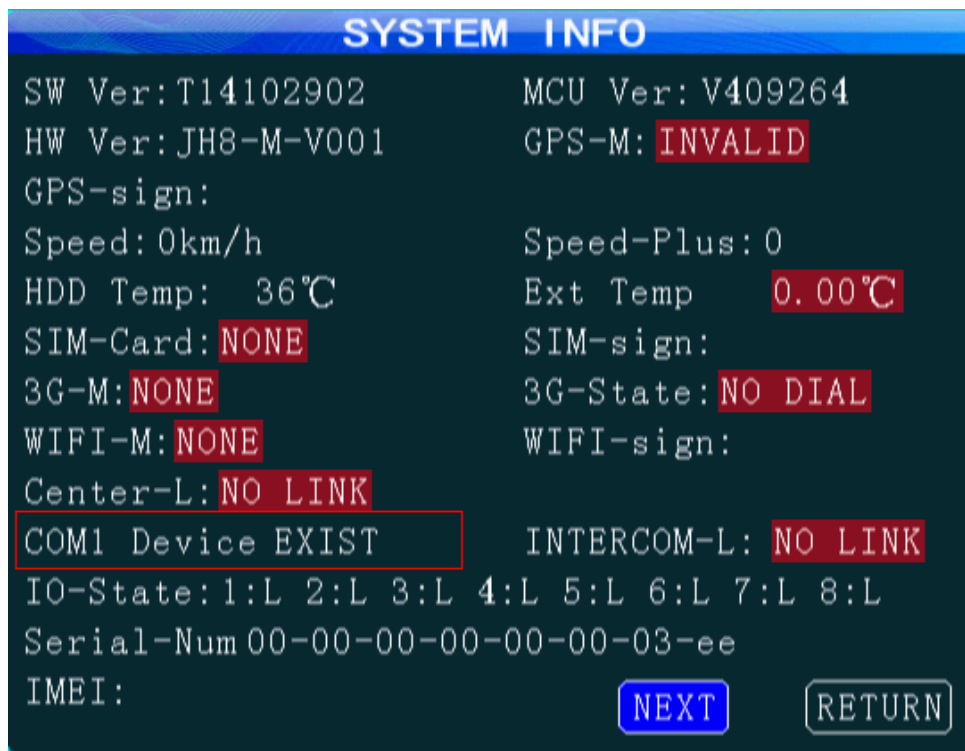 SYSTEM INFO
SW Ver:T14102902 MCU Ver:V409264
HW Ver:JH8-M-V001 GPS-M:INVALID
GPS-sign:
Speed:0km/h Speed-Plus:0
HDD Temp: 36℃ Ext Temp 0.00℃
SIM-Card:NONE SIM-sign:
3G-M:NONE 3G-State:NO DIAL
WIFI-M:NONE WIFI-sign:
Center-L:NO LINK
COM1 Device EXIST INTERCOM-L: NO LINK
IO-State:1:L 2:L 3:L 4:L 5:L 6:L 7:L 8:L
Serial-Num 00-00-00-00-00-00-03-ee
IMEI: NEXT RETURN